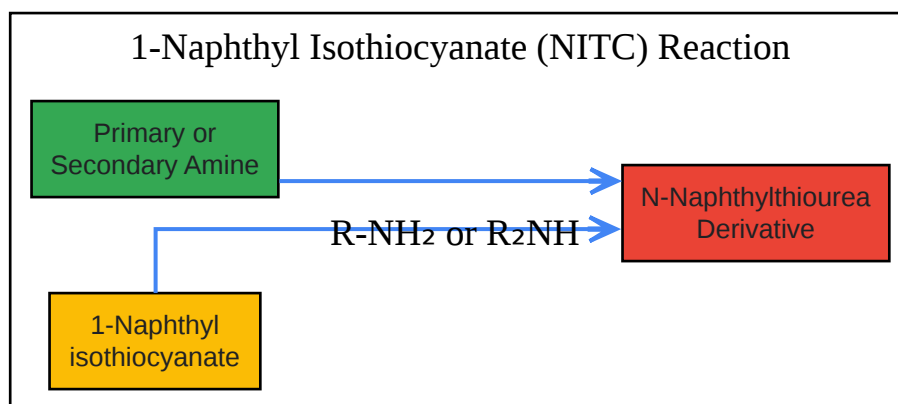 1-Naphthyl Isothiocyanate (NITC) Reaction
Primary or
Secondary Amine
N-Naphthylthiourea
Derivative
R-NH₂ or R₂NH
1-Naphthyl
isothiocyanate